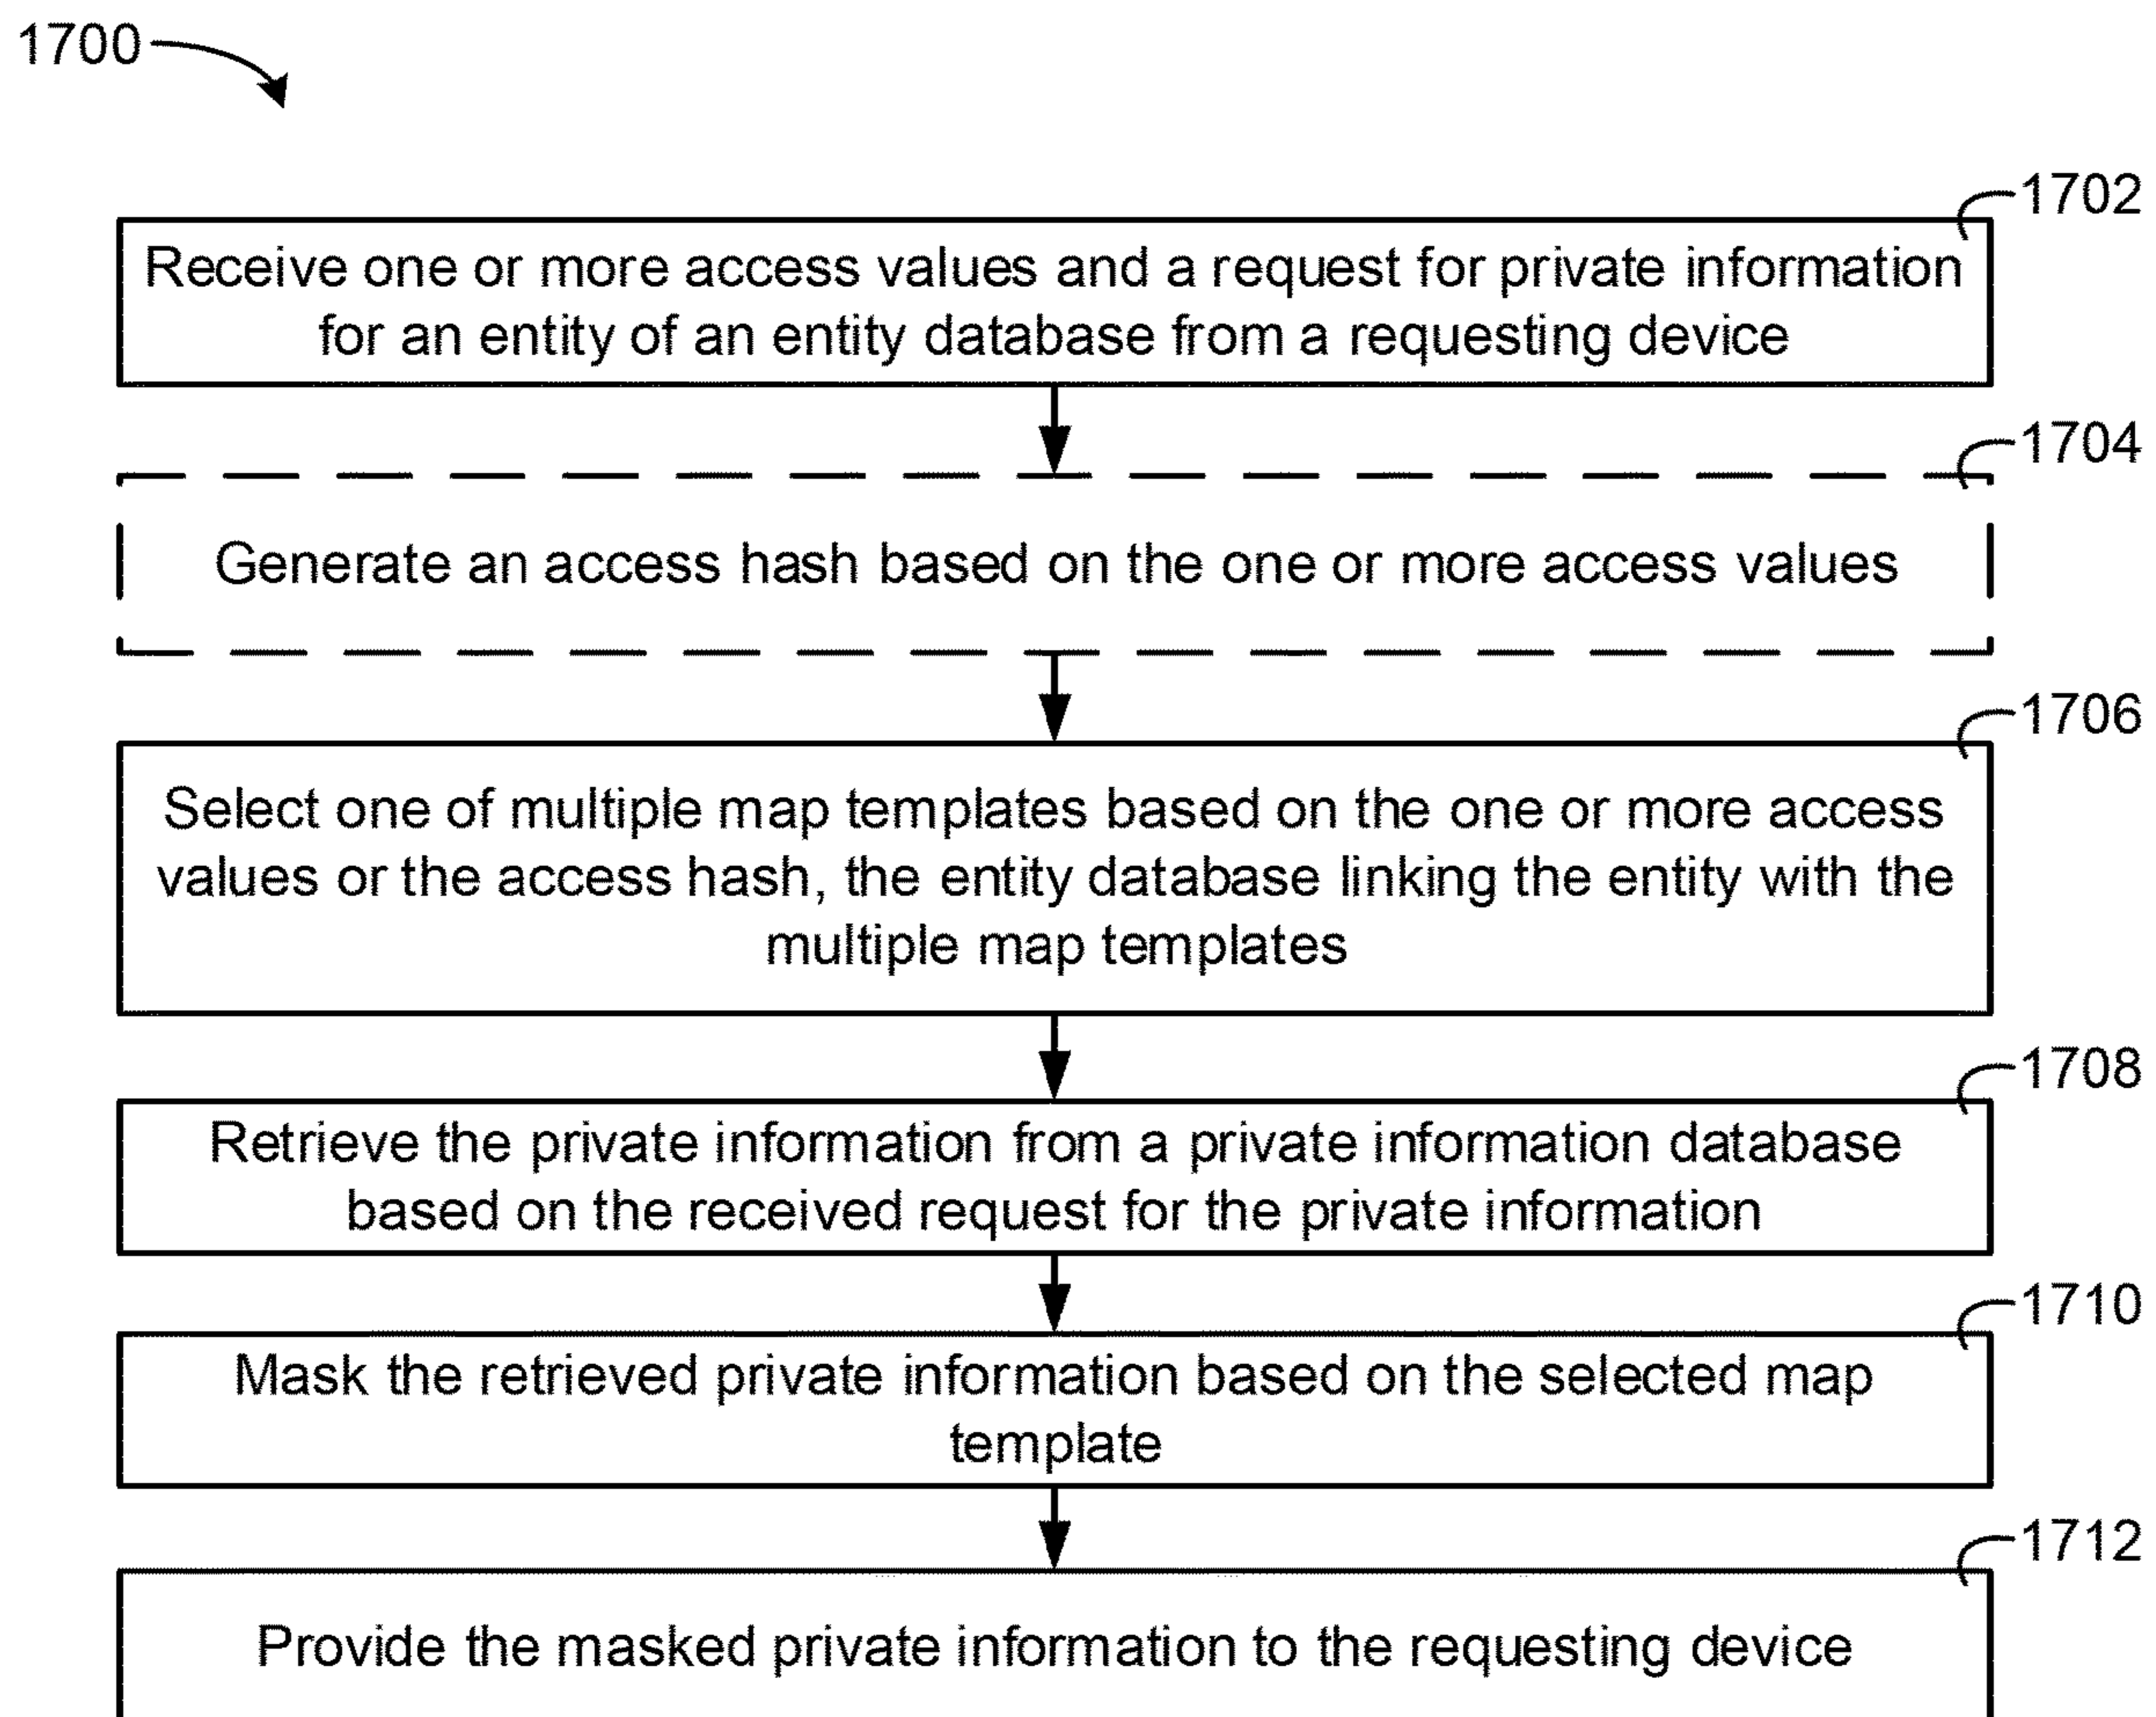 1700
1702
Receive one or more access values and a request for private information
for an entity of an entity database from a requesting device
1704
Generate an access hash based on the one or more access values
1706
Select one of multiple map templates based on the one or more access
values or the access hash, the entity database linking the entity with the
multiple map templates
1708
Retrieve the private information from a private information database
based on the received request for the private information
1710
Mask the retrieved private information based on the selected map
template
1712
Provide the masked private information to the requesting device